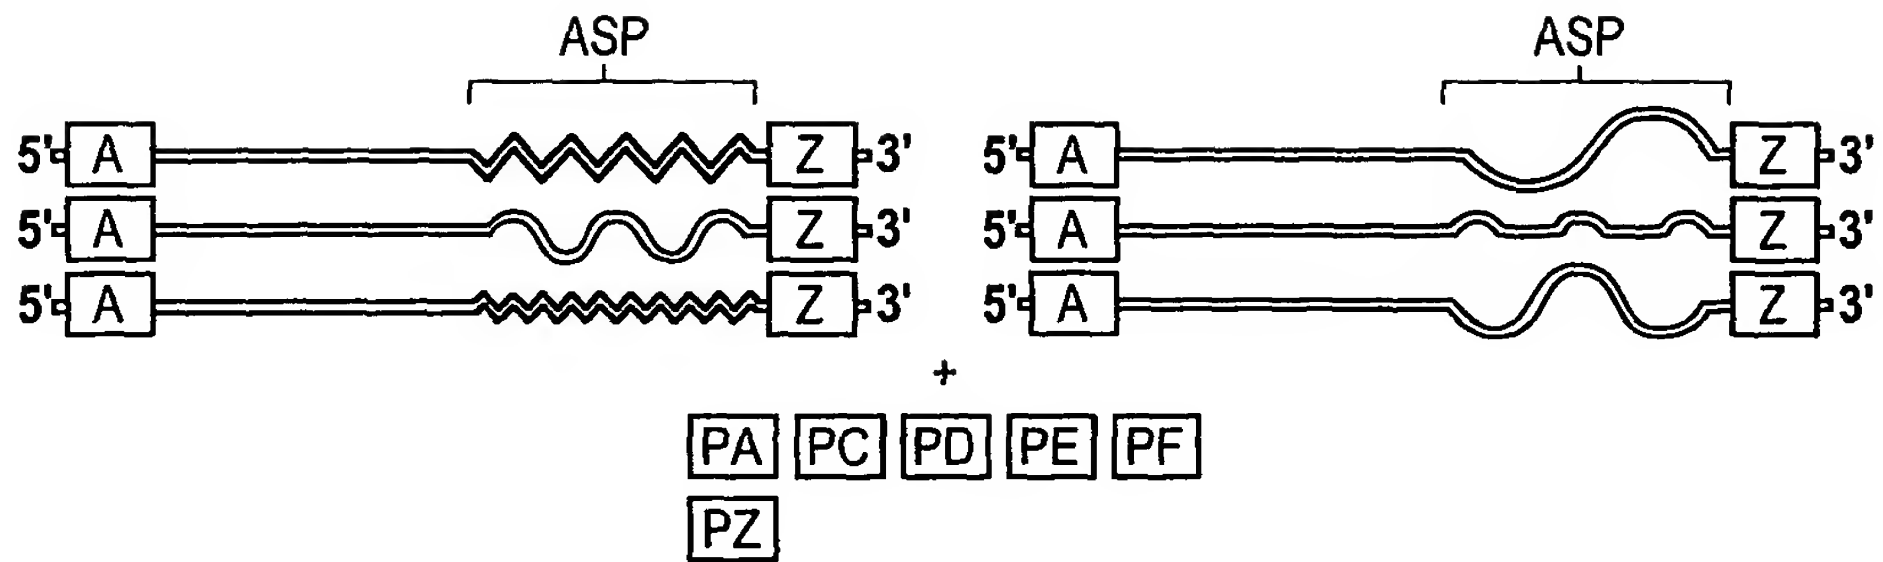 ASP ASP
5' A Z 3' 5' A Z 3'
5' A Z 3' 5' A Z 3'
5' A Z 3' 5' A Z 3'
+
PA PC PD PE PF
PZ